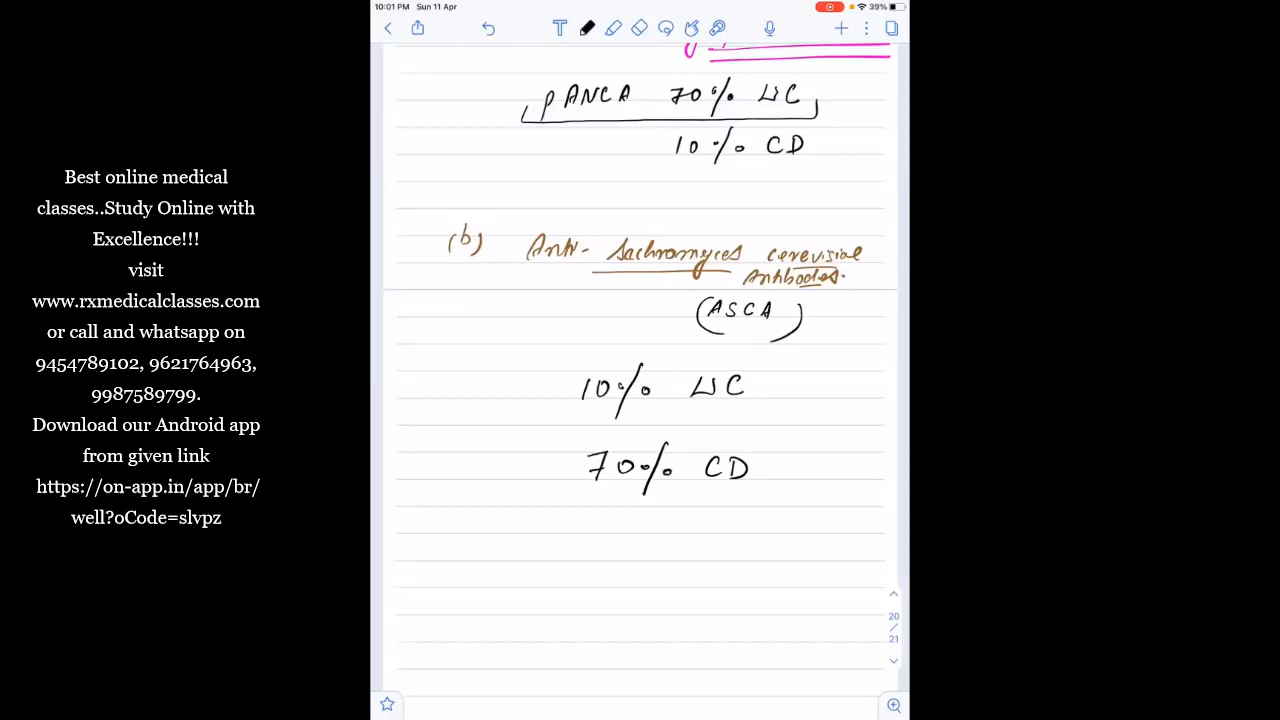 10:01 PM Sun 11 Apr
39%
pANCA 70% UC
10% CD
Best online medical
classes..Study Online with
Excellence!!!
visit
www.rxmedicalclasses.com
or call and whatsapp on
9454789102, 9621764963,
9987589799.
Download our Android app
from given link
https://on-app.in/app/br/
well?oCode=slvpz
(b) Anti- Sachromyces cerevisial
Antibodes.
(ASCA)
10% UC
70% CD
20
/
21